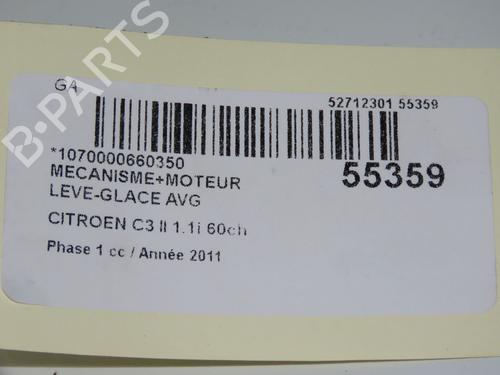 B-PARTS
GA
52712301 55359
*1070000660350
MECANISME+MOTEUR
55359
LEVE-GLACE AVG
CITROEN C3 II 1.1i 60ch
Phase 1 cc / Année 2011